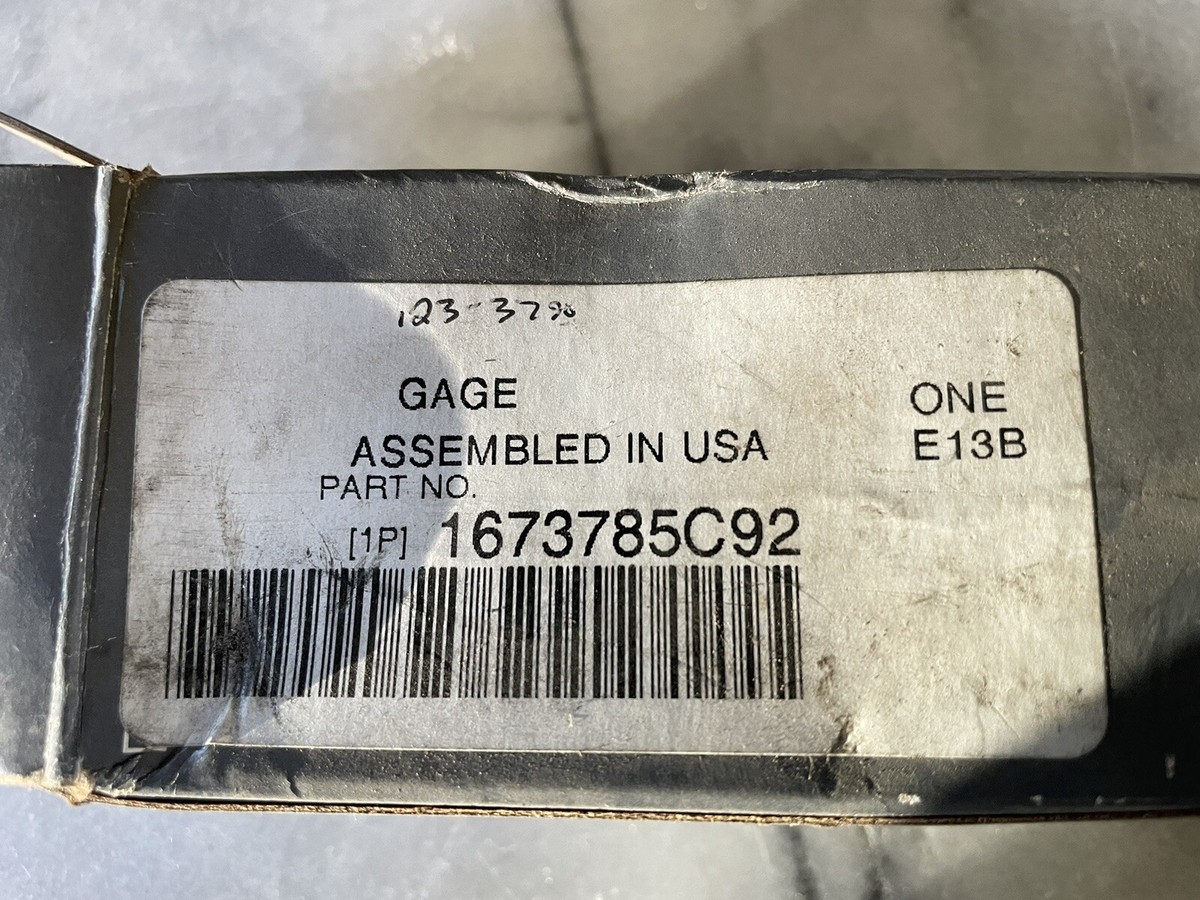 GAGE
ONE
ASSEMBLED IN USA
E13B
PART NO.
[1P] 1673785C92